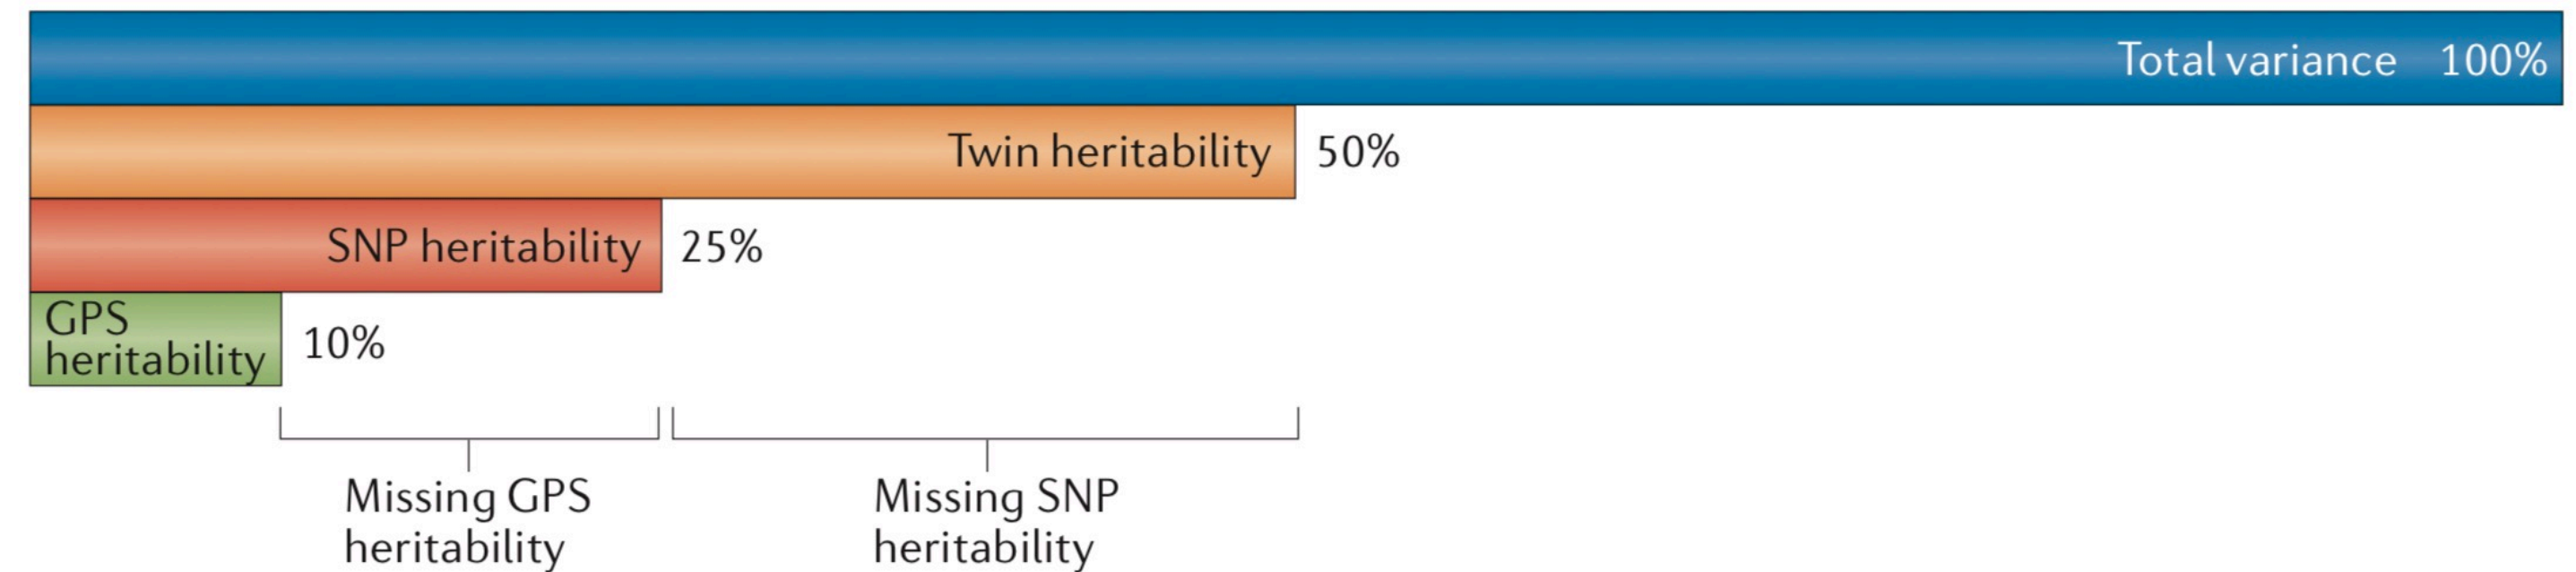 Total variance 100%
Twin heritability 50%
SNP heritability 25%
GPS
heritability 10%
Missing GPS
heritability
Missing SNP
heritability